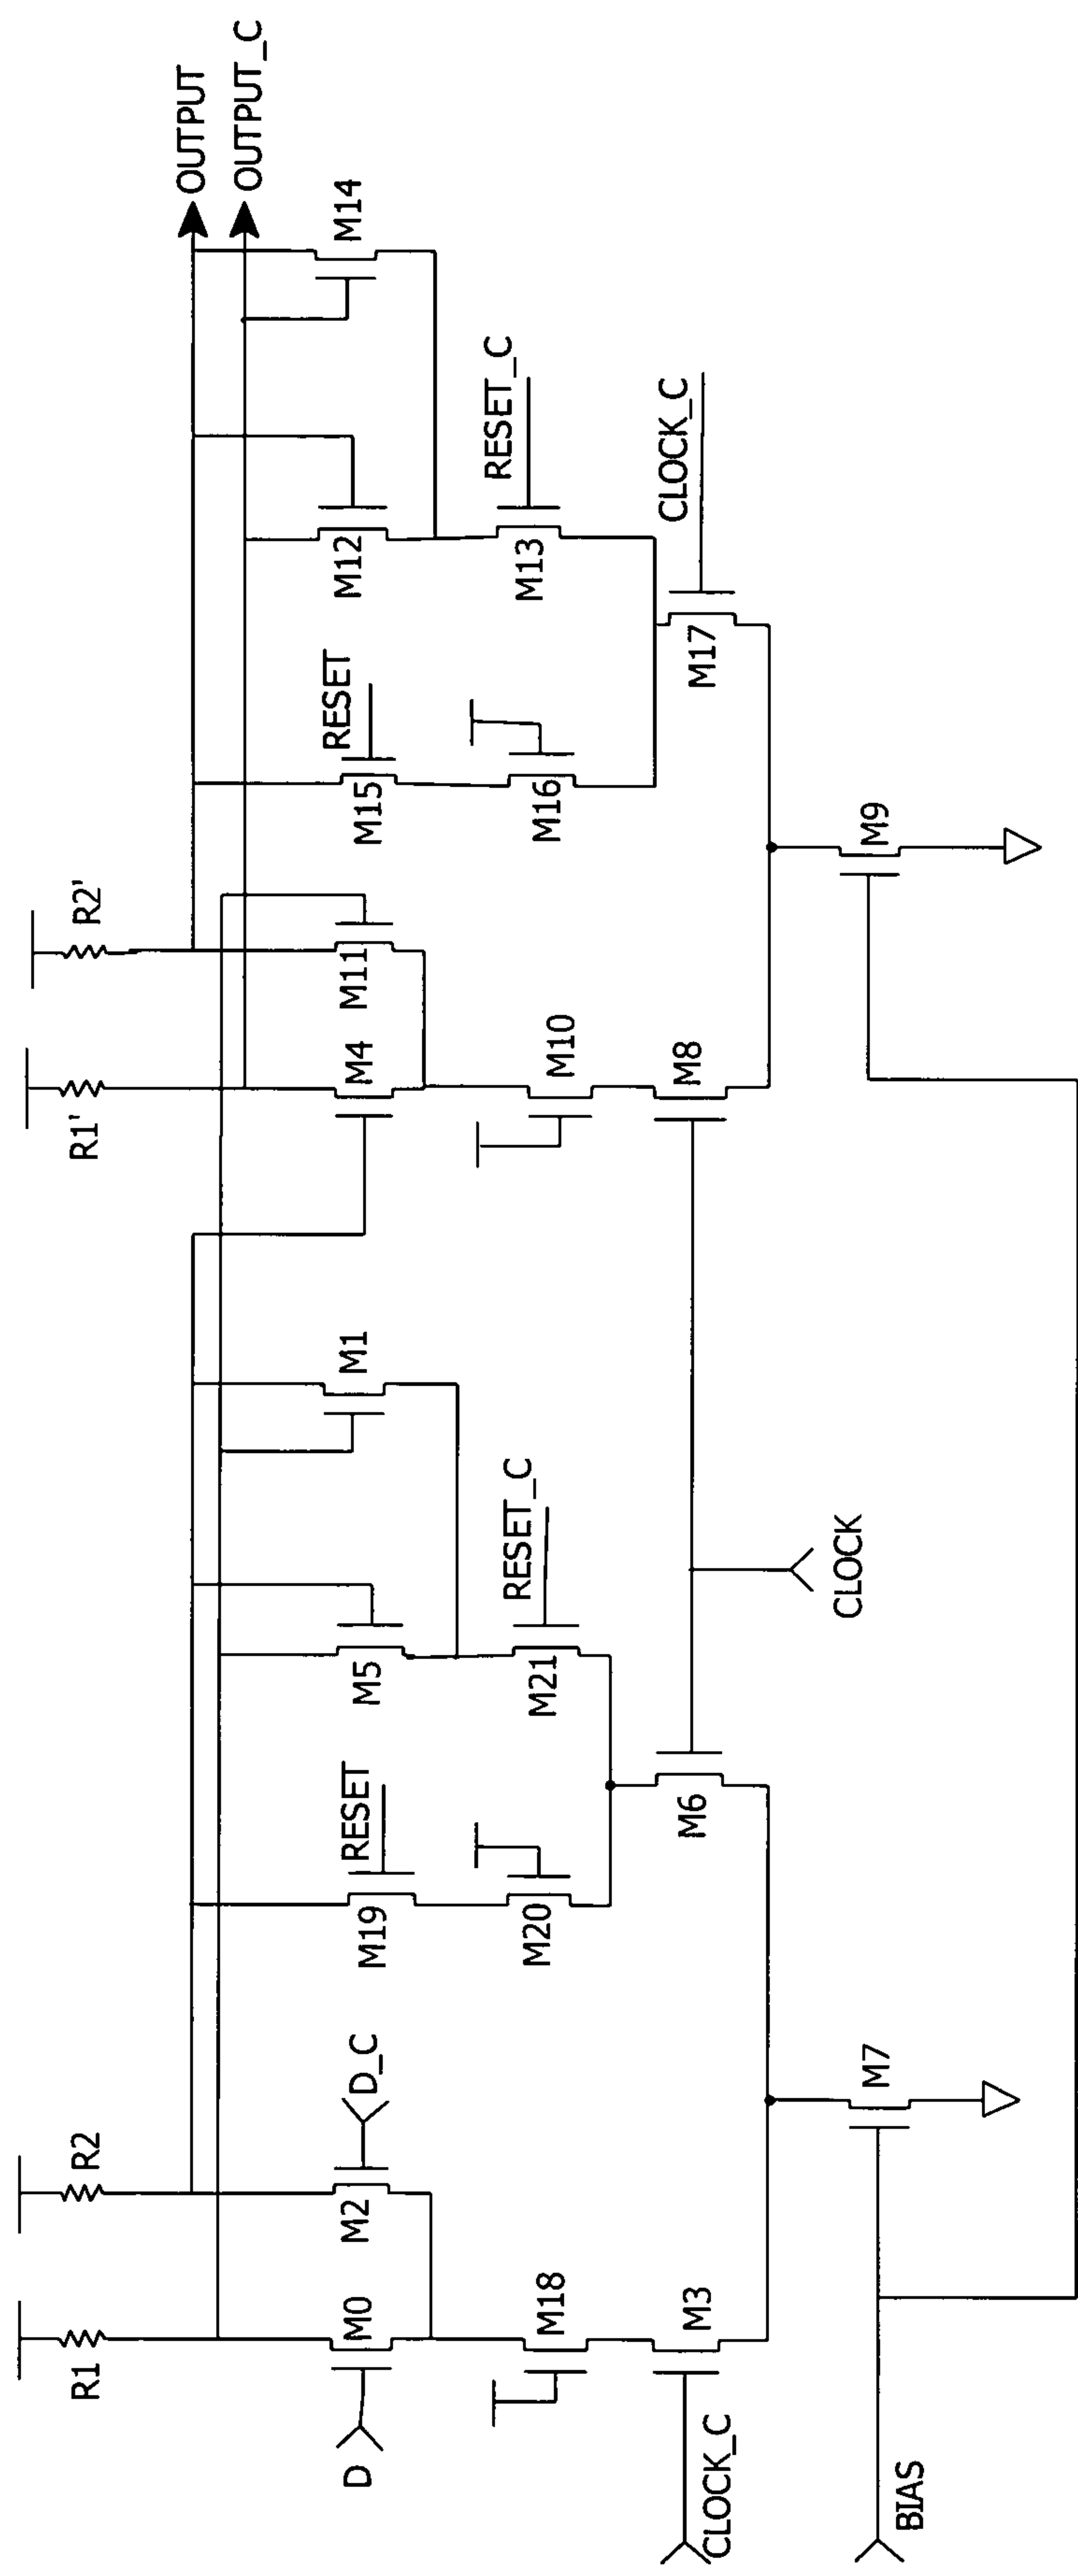 R1
R2
R1'
R2'
OUTPUT
OUTPUT_C
D
M0
M2
D_C
M19
RESET
M5
M1
M4
M11
M15
RESET
M12
M14
M18
M20
M21
RESET_C
M10
M16
M13
RESET_C
CLOCK_C
M3
M6
CLOCK
M8
M17
CLOCK_C
BIAS
M7
M9